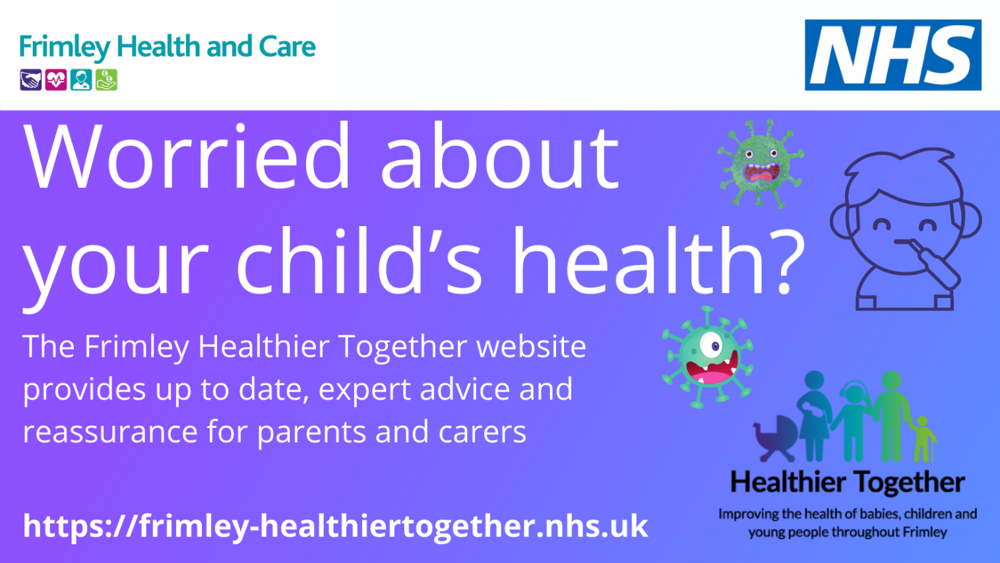 Frimley Health and Care
NHS
Worried about
your child’s health?
The Frimley Healthier Together website
provides up to date, expert advice and
reassurance for parents and carers
https://frimley-healthiertogether.nhs.uk
Healthier Together
Improving the health of babies, children and
young people throughout Frimley